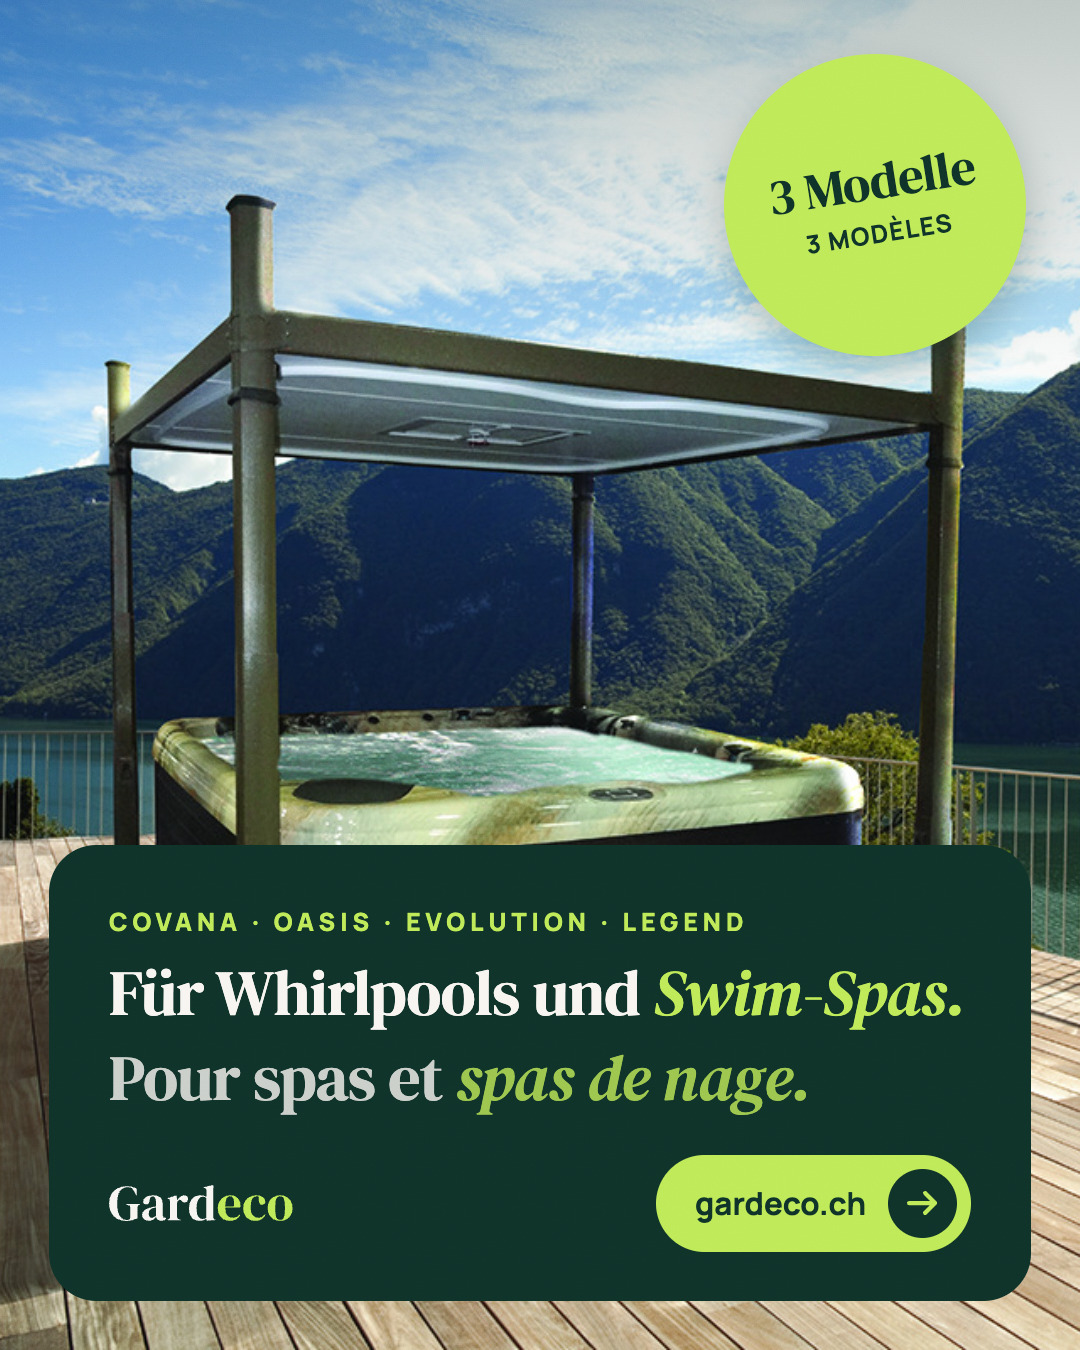 3 Modelle
3 MODÈLES
COVANA · OASIS · EVOLUTION · LEGEND
Für Whirlpools und Swim-Spas.
Pour spas et spas de nage.
Gardeco
gardeco.ch →